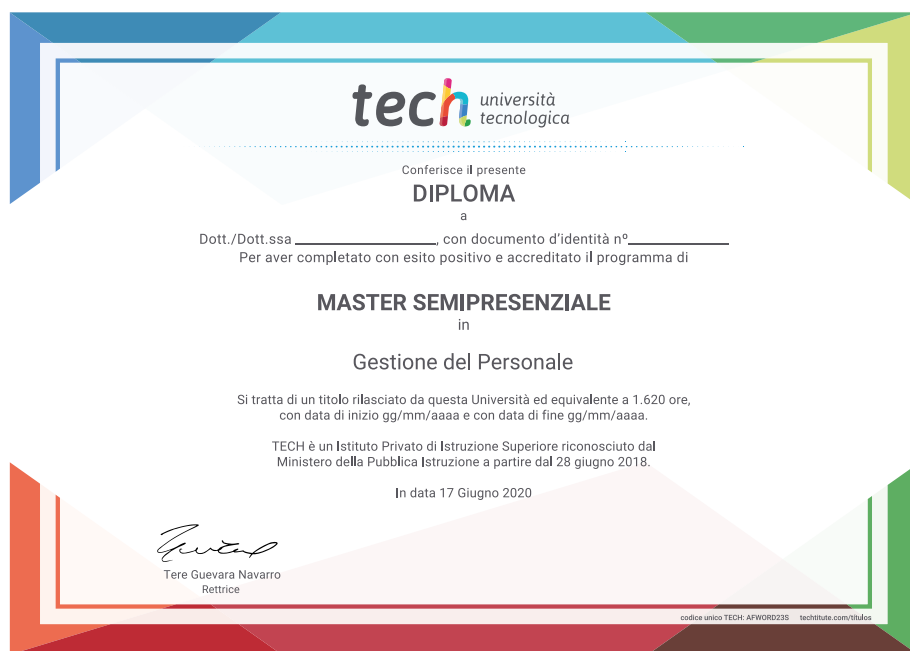 tech università
tecnologica
Conferisce il presente
DIPLOMA
a
Dott./Dott.ssa ____________________, con documento d'identità nº______________
Per aver completato con esito positivo e accreditato il programma di
MASTER SEMIPRESENZIALE
in
Gestione del Personale
Si tratta di un titolo rilasciato da questa Università ed equivalente a 1.620 ore,
con data di inizio gg/mm/aaaa e con data di fine gg/mm/aaaa.
TECH è un Istituto Privato di Istruzione Superiore riconosciuto dal
Ministero della Pubblica Istruzione a partire dal 28 giugno 2018.
In data 17 Giugno 2020
Tere Guevara Navarro
Rettrice
codice unico TECH: AFWORD23S techtitute.com/titulos